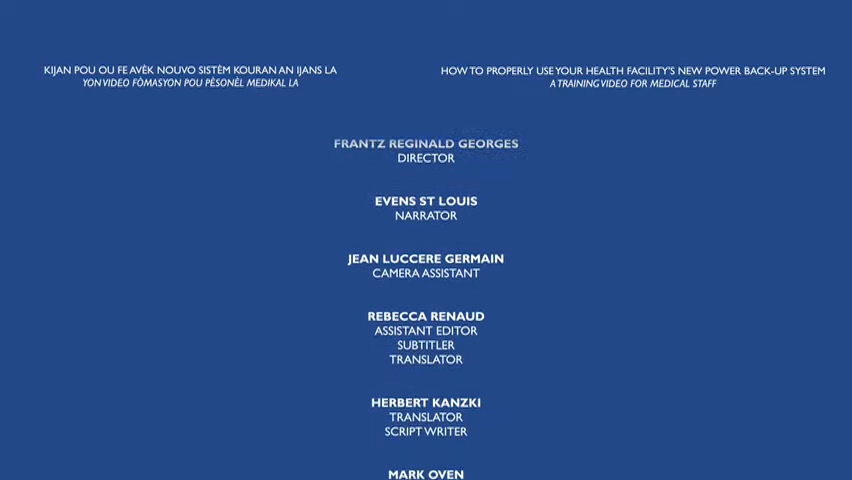 KIJAN POU OU FE AVÈK NOUVO SISTÈM KOURAN AN IJANS LA
YON VIDEO FÒMASYON POU PÈSONÈL MEDIKAL LA
HOW TO PROPERLY USE YOUR HEALTH FACILITY'S NEW POWER BACK-UP SYSTEM
A TRAINING VIDEO FOR MEDICAL STAFF
FRANTZ REGINALD GEORGES
DIRECTOR
EVENS ST LOUIS
NARRATOR
JEAN LUCCERE GERMAIN
CAMERA ASSISTANT
REBECCA RENAUD
ASSISTANT EDITOR
SUBTITLER
TRANSLATOR
HERBERT KANZKI
TRANSLATOR
SCRIPT WRITER
MARK OVEN